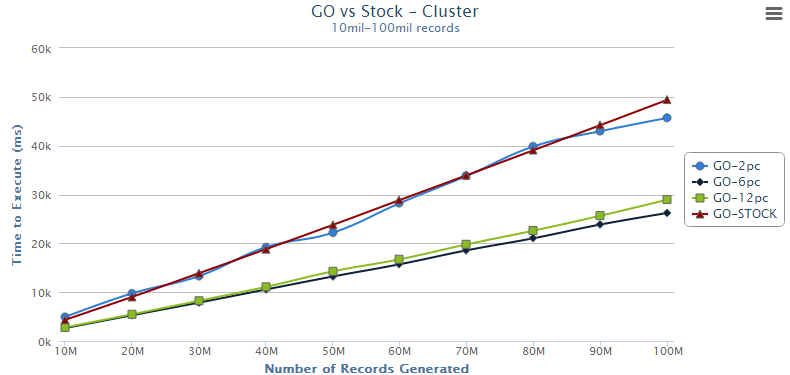 GO vs Stock - Cluster
10mil-100mil records
60k
50k
40k
30k
20k
10k
0k
Time to Execute (ms)
10M 20M 30M 40M 50M 60M 70M 80M 90M 100M
Number of Records Generated
GO-2pc
GO-6pc
GO-12pc
GO-STOCK